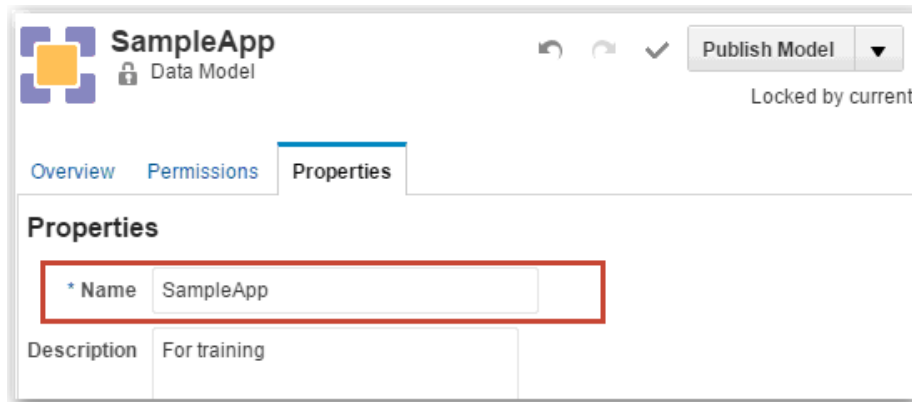 SampleApp
Data Model
Publish Model
Locked by current
Overview Permissions Properties
Properties
* Name SampleApp
Description For training